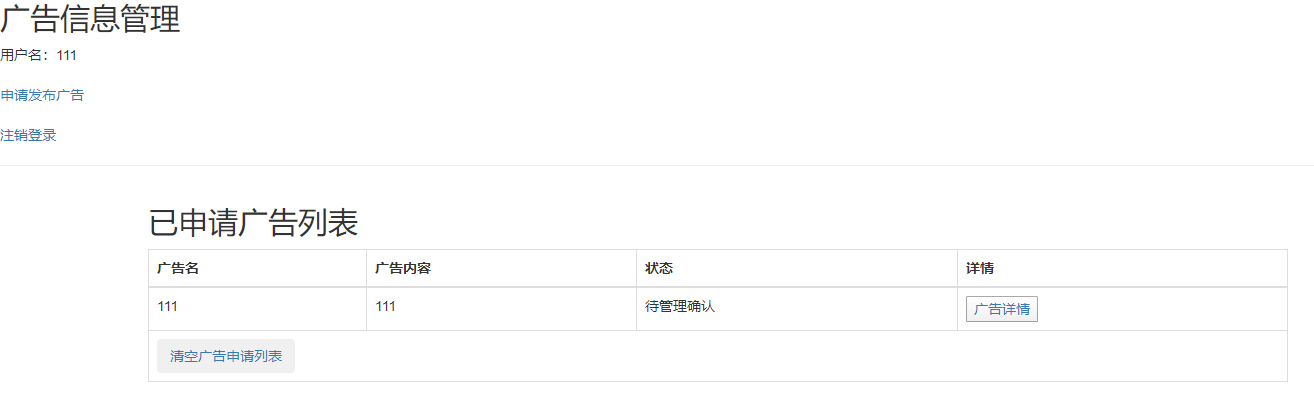 广告信息管理
用户名：111
申请发布广告
注销登录
已申请广告列表
广告名 广告内容 状态 详情
111 111 待管理确认 广告详情
清空广告申请列表